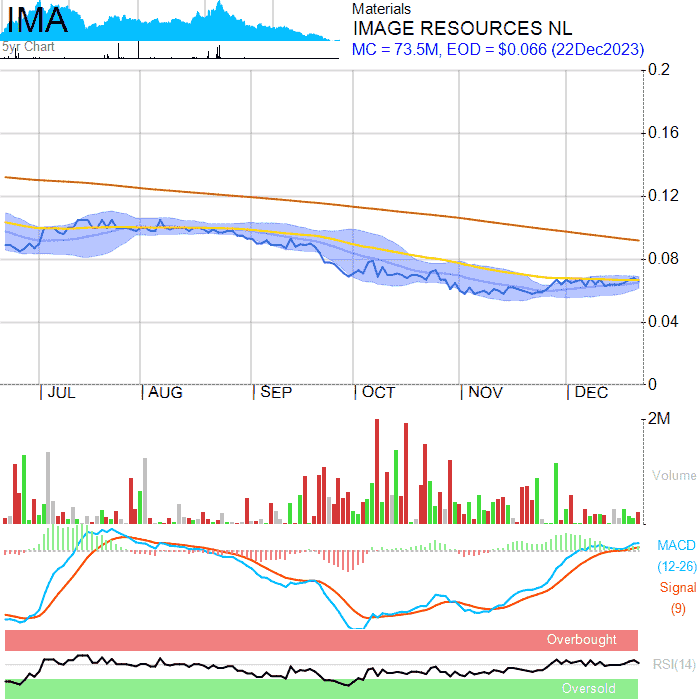 IMA
5yr Chart
Materials
IMAGE RESOURCES NL
MC = 73.5M, EOD = $0.066 (22Dec2023)
0.2
0.16
0.12
0.08
0.04
0
JUL AUG SEP OCT NOV DEC
2M
Volume
MACD
(12-26)
Signal
(9)
Overbought
RSI(14)
Oversold